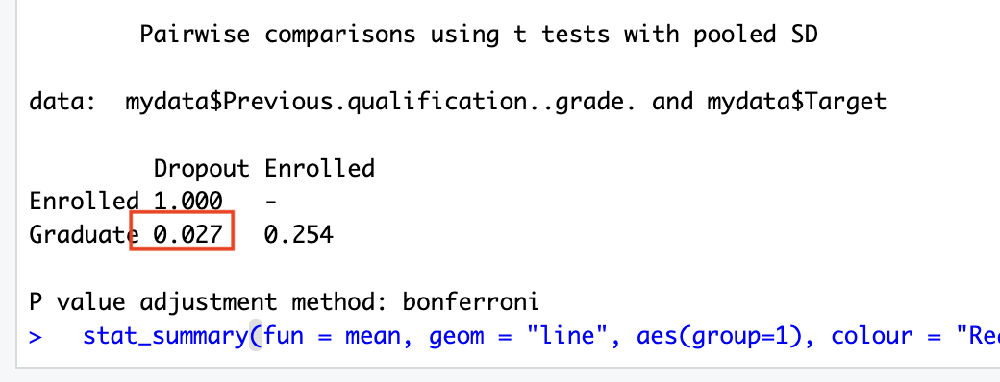 Pairwise comparisons using t tests with pooled SD
data:  mydata$Previous.qualification..grade. and mydata$Target
Dropout Enrolled
Enrolled 1.000   -
Graduate 0.027   0.254
P value adjustment method: bonferroni
>   stat_summary(fun = mean, geom = "line", aes(group=1), colour = "Re